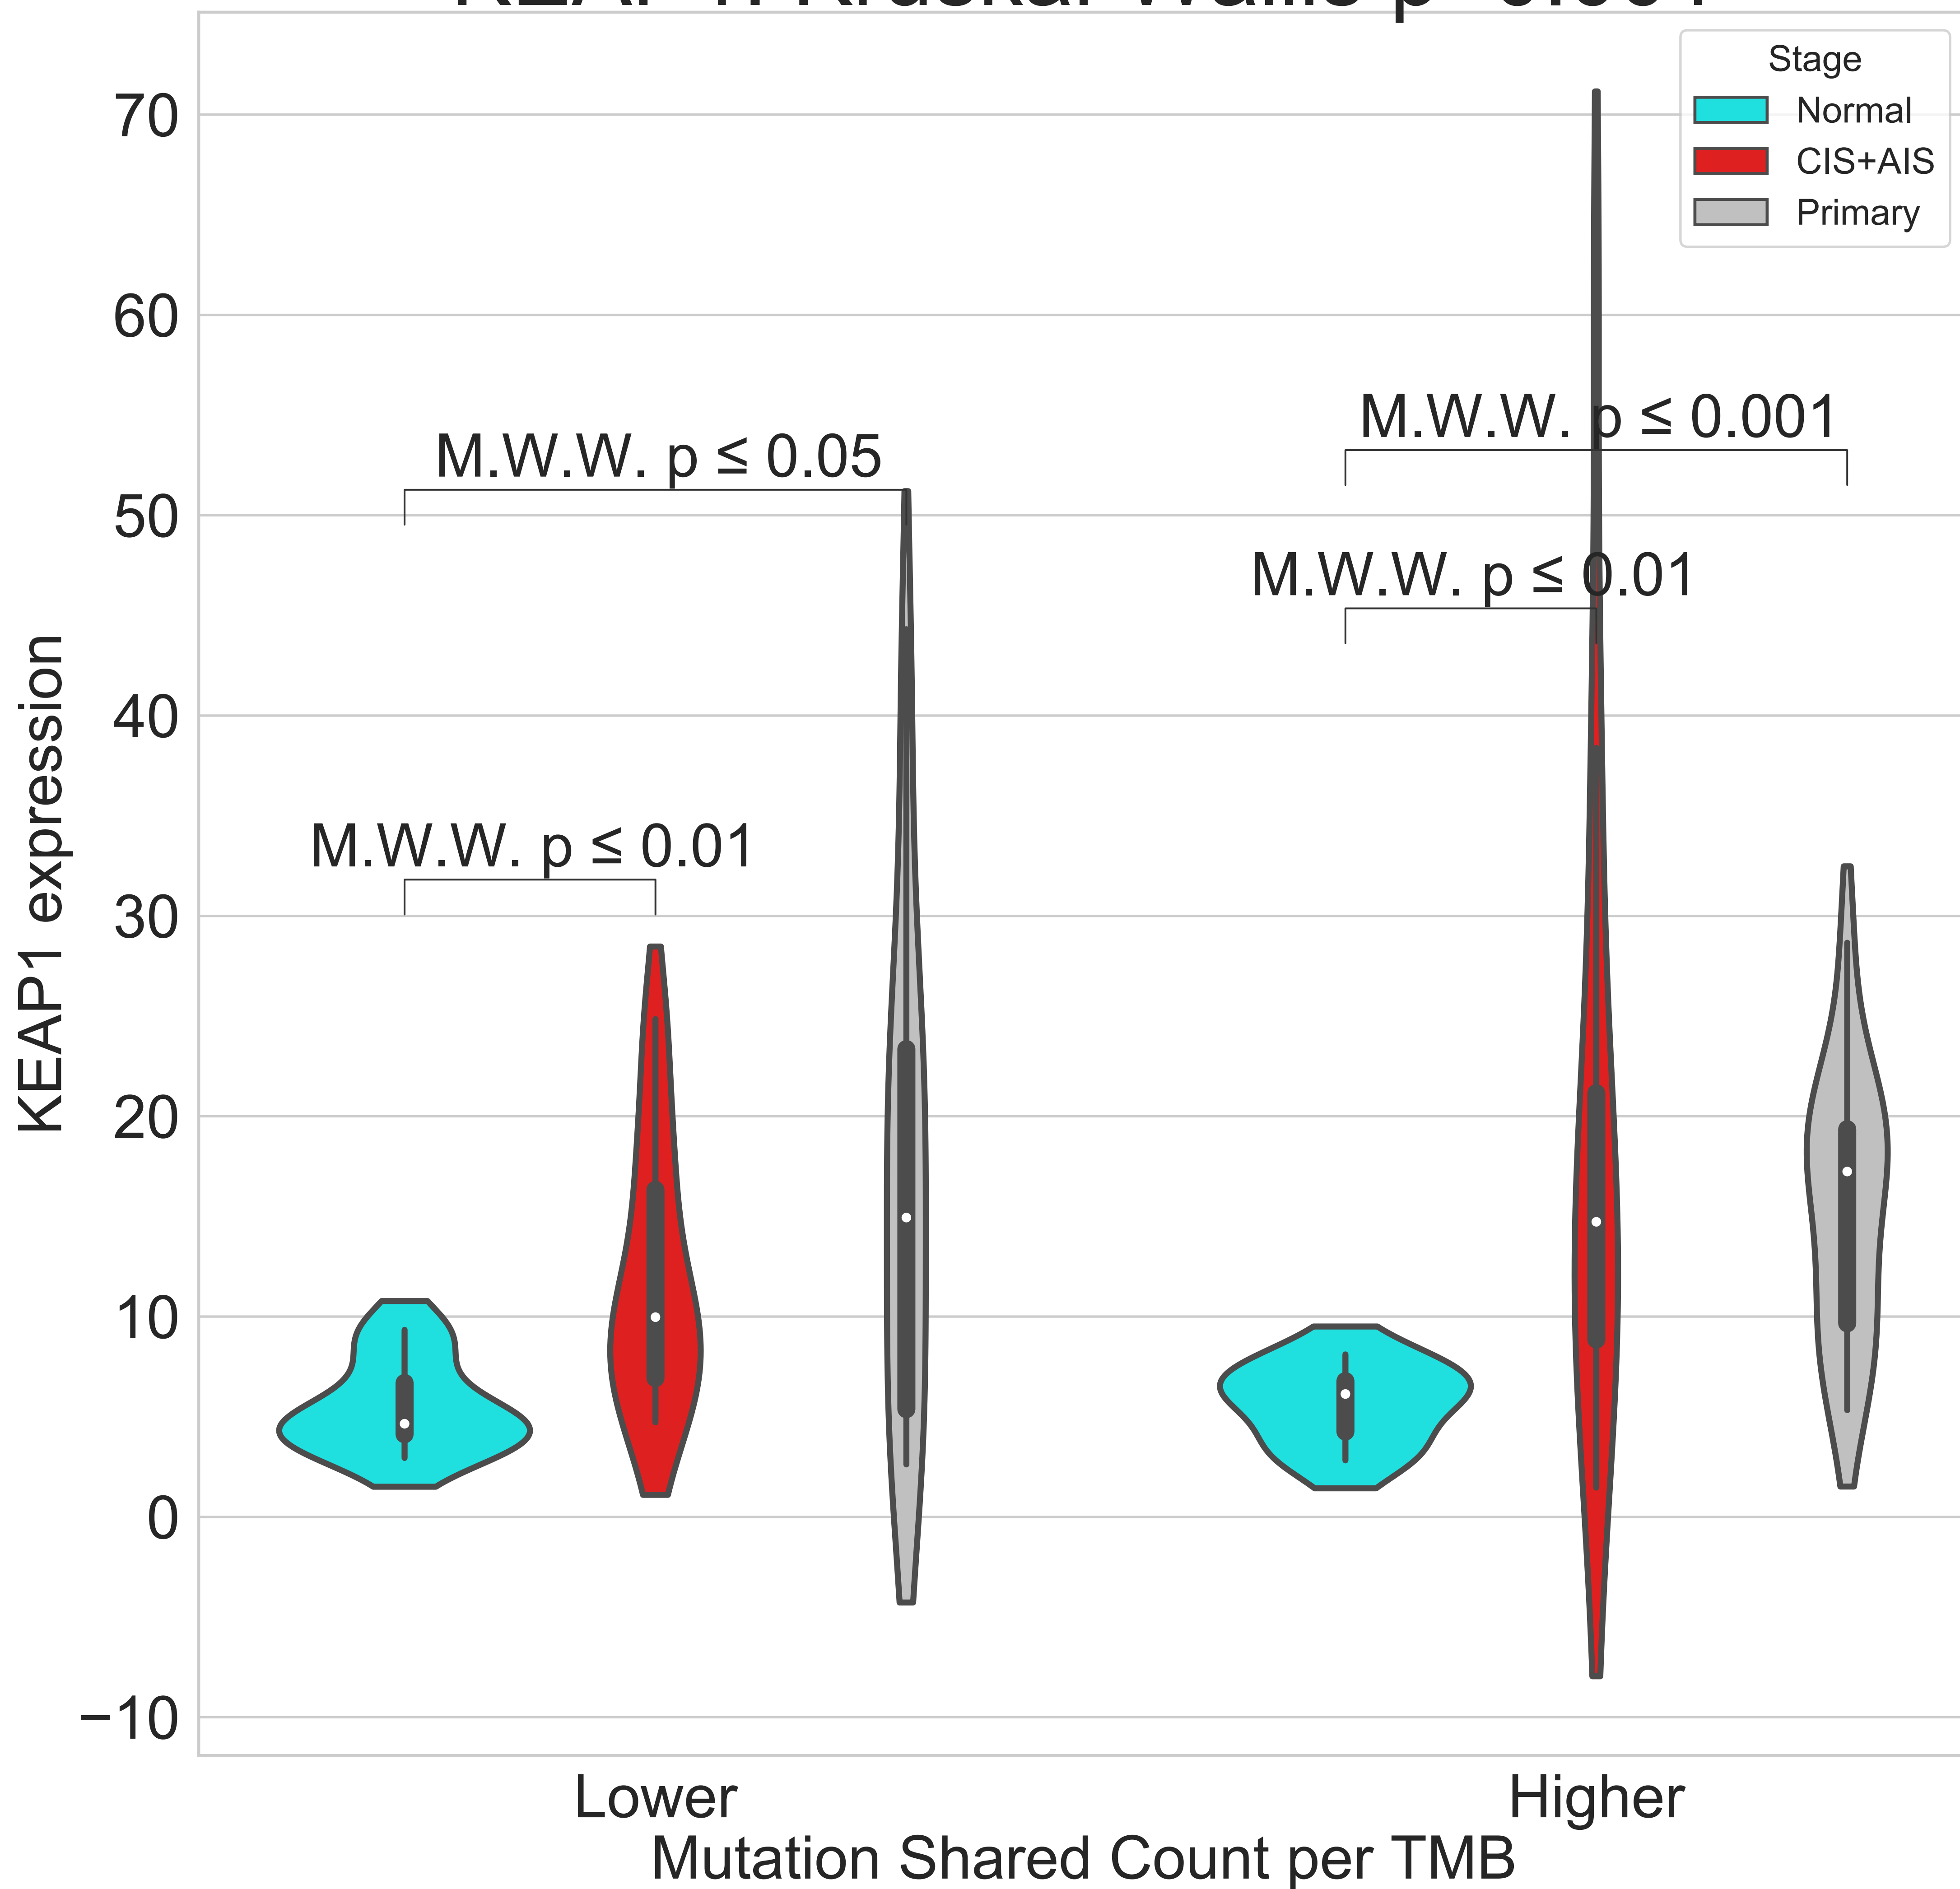 Stage
Normal
CIS+AIS
Primary
70
60
50
40
30
20
10
0
−10
KEAP1 expression
M.W.W. p ≤ 0.001
M.W.W. p ≤ 0.05
M.W.W. p ≤ 0.01
M.W.W. p ≤ 0.01
Lower
Higher
Mutation Shared Count per TMB